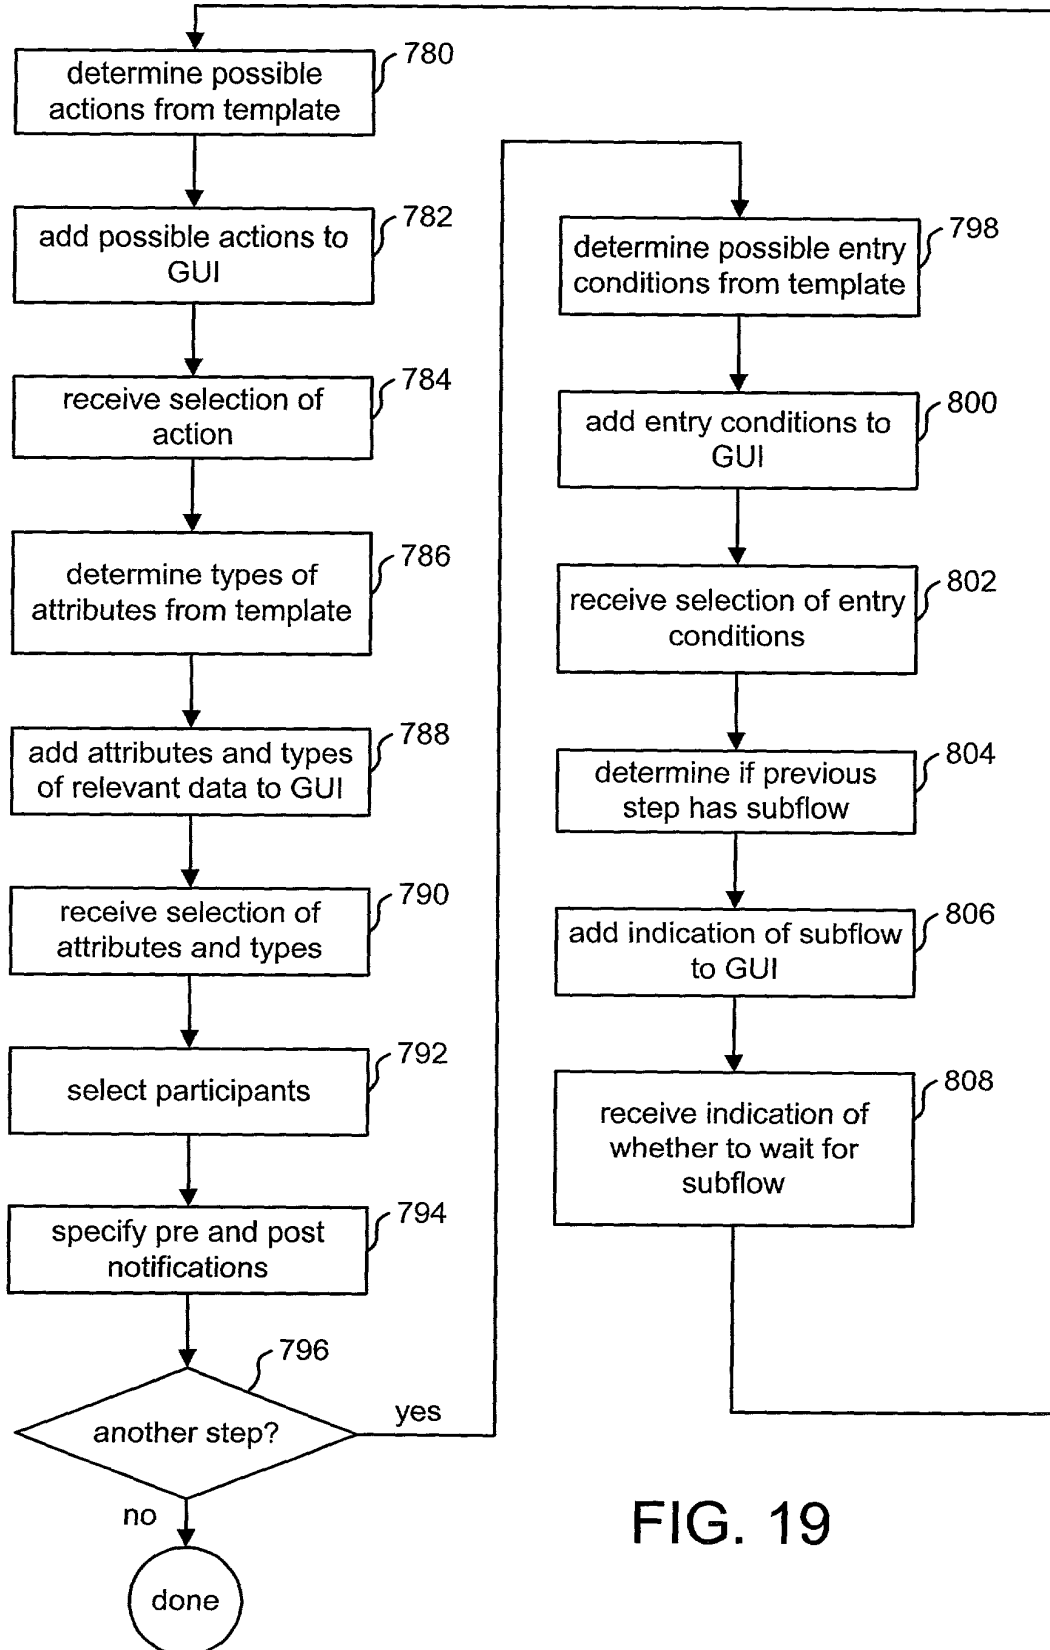 780
determine possible
actions from template
782
add possible actions to
GUI
784
receive selection of
action
786
determine types of
attributes from template
788
add attributes and types
of relevant data to GUI
790
receive selection of
attributes and types
792
select participants
794
specify pre and post
notifications
796
another step?
yes
no
done
798
determine possible entry
conditions from template
800
add entry conditions to
GUI
802
receive selection of entry
conditions
804
determine if previous
step has subflow
806
add indication of subflow
to GUI
808
receive indication of
whether to wait for
subflow
FIG. 19